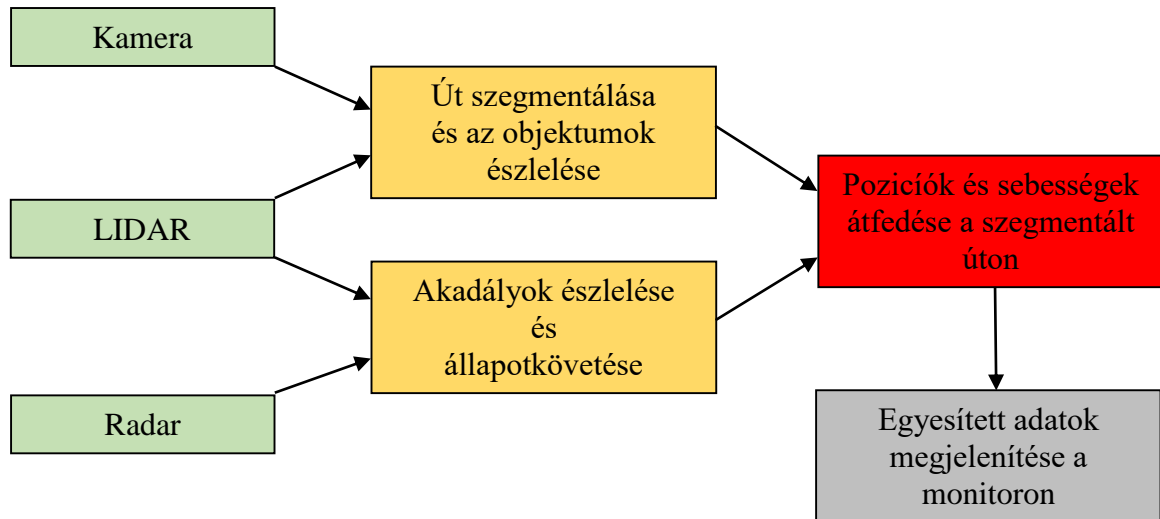 Kamera
LIDAR
Radar
Út szegmentálása
és az objektumok
észlelése
Akadályok észlelése
és
állapotkövetése
Pozicíók és sebességek
átfedése a szegmentált
úton
Egyesített adatok
megjelenítése a
monitoron